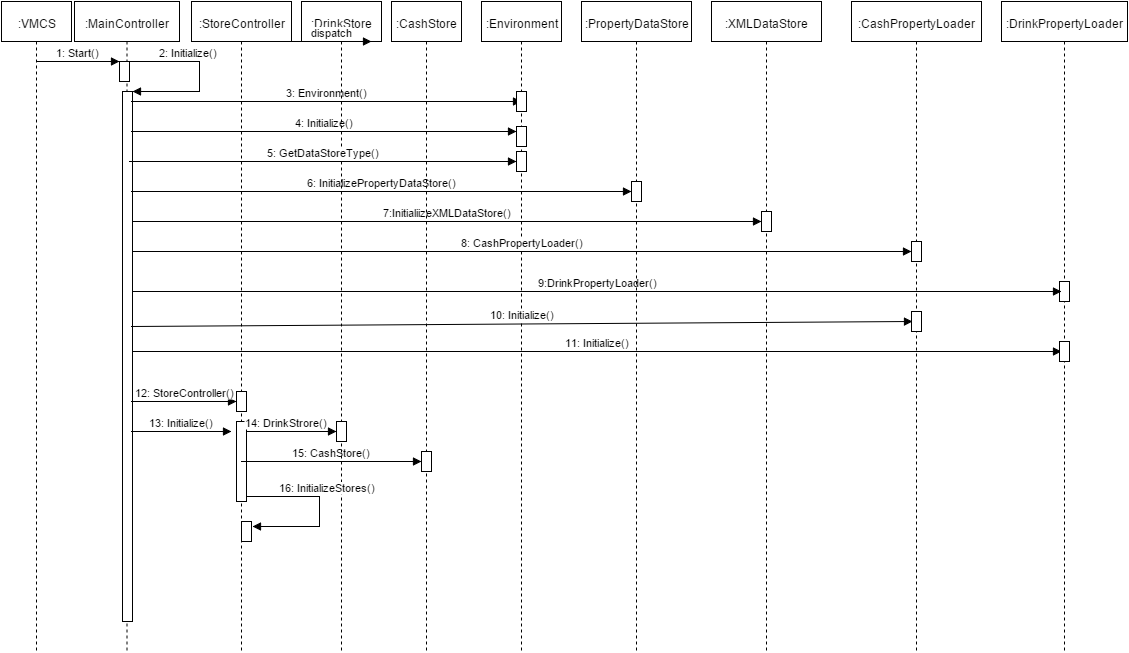 :VMCS
:MainController
:StoreController
:DrinkStore
:CashStore
:Environment
:PropertyDataStore
:XMLDataStore
:CashPropertyLoader
:DrinkPropertyLoader
dispatch
1: Start()
2: Initialize()
3: Environment()
4: Initialize()
5: GetDataStoreType()
6: InitializePropertyDataStore()
7:InitialiizeXMLDataStore()
8: CashPropertyLoader()
9:DrinkPropertyLoader()
10: Initialize()
11: Initialize()
12: StoreController()
13: Initialize()
14: DrinkStrore()
15: CashStore()
16: InitializeStores()